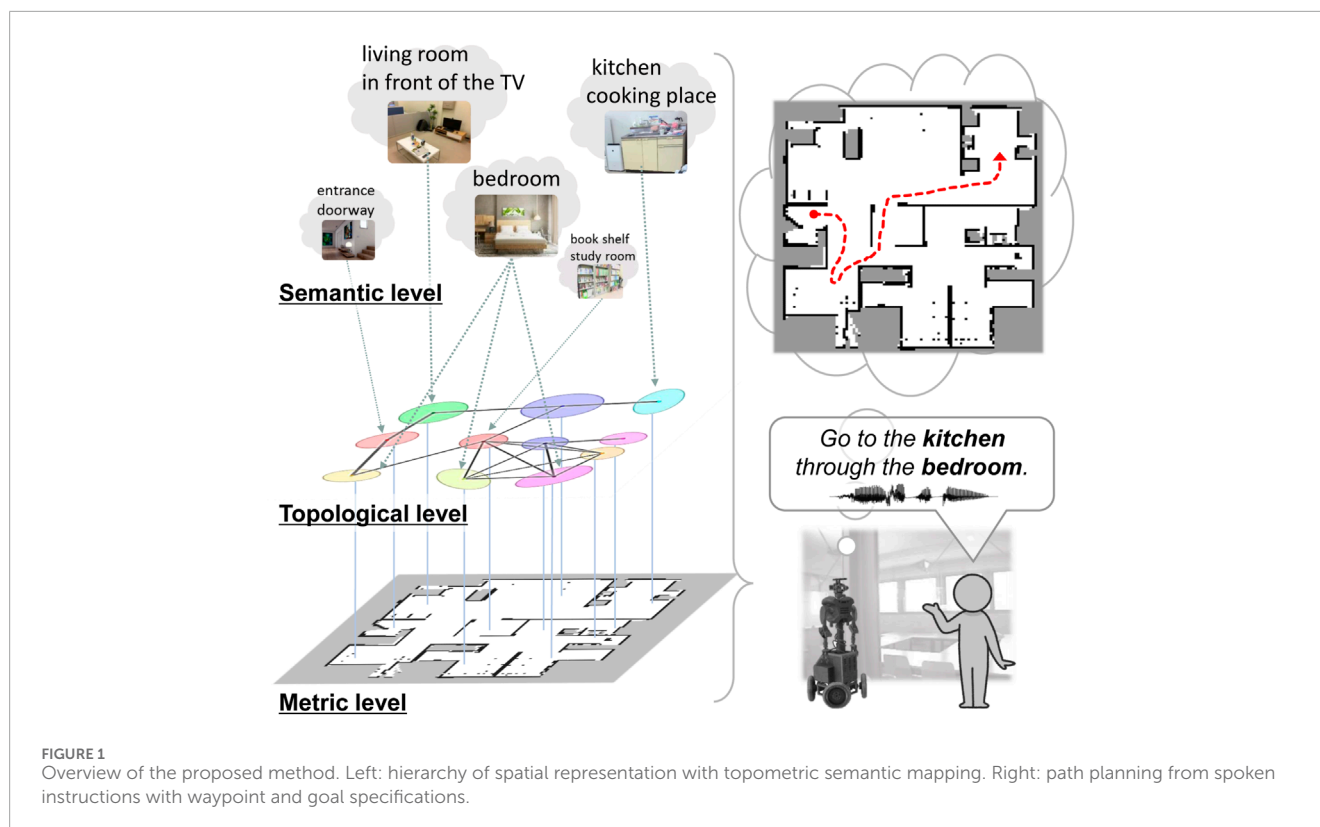 living room
in front of the TV
kitchen
cooking place
entrance
doorway
bedroom
book shelf
study room
Semantic level
Topological level
Metric level
Go to the kitchen
through the bedroom.
FIGURE 1
Overview of the proposed method. Left: hierarchy of spatial representation with topometric semantic mapping. Right: path planning from spoken
instructions with waypoint and goal specifications.